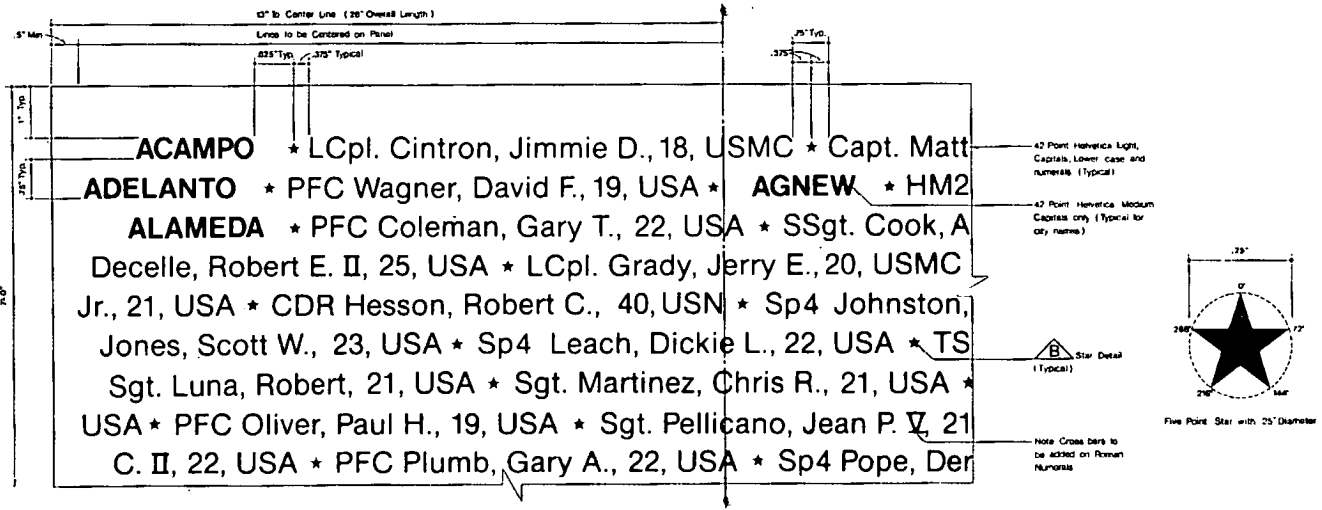 13" To Center Line (26" Overall Length)
.5" Min
Lines to be Centered on Panel
.75" Typ.
.625" Typ.
.375" Typical
.375"
1" Typ.
ACAMPO ★ LCpl. Cintron, Jimmie D., 18, USMC ★ Capt. Matt
ADELANTO ★ PFC Wagner, David F., 19, USA ★ AGNEW ★ HM2
ALAMEDA ★ PFC Coleman, Gary T., 22, USA ★ SSgt. Cook, A
Decelle, Robert E. II, 25, USA ★ LCpl. Grady, Jerry E., 20, USMC
Jr., 21, USA ★ CDR Hesson, Robert C., 40, USN ★ Sp4 Johnston,
Jones, Scott W., 23, USA ★ Sp4 Leach, Dickie L., 22, USA ★ TS
Sgt. Luna, Robert, 21, USA ★ Sgt. Martinez, Chris R., 21, USA ★
USA ★ PFC Oliver, Paul H., 19, USA ★ Sgt. Pellicano, Jean P. V, 21
C. II, 22, USA ★ PFC Plumb, Gary A., 22, USA ★ Sp4 Pope, Der
42 Point Helvetica Light,
Capitals, Lower case and
numerals (Typical)
42 Point Helvetica Medium
Capitals only (Typical for
city names)
B Star Detail
(Typical)
Note Cross bars to
be added on Roman
Numerals
.75"
0°
288° 72°
216° 144°
Five Point Star with .25" Diameter